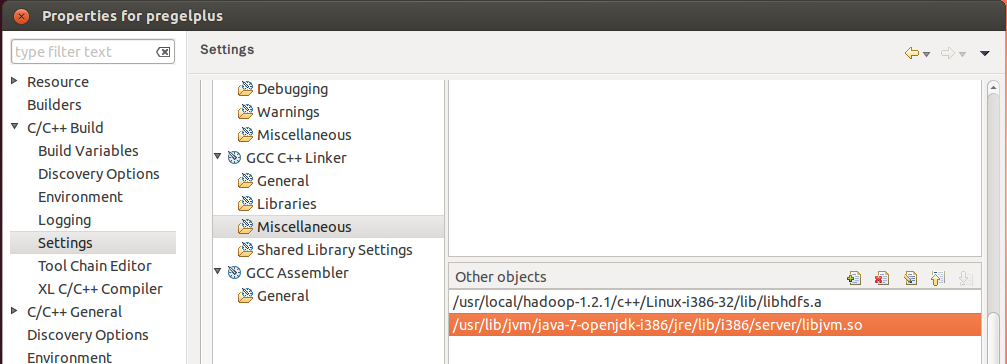 Properties for pregelplus
type filter text
Resource
Builders
C/C++ Build
Build Variables
Discovery Options
Environment
Logging
Settings
Tool Chain Editor
XL C/C++ Compiler
C/C++ General
Discovery Options
Environment
Settings
Debugging
Warnings
Miscellaneous
GCC C++ Linker
General
Libraries
Miscellaneous
Shared Library Settings
GCC Assembler
General
Other objects
/usr/local/hadoop-1.2.1/c++/Linux-i386-32/lib/libhdfs.a
/usr/lib/jvm/java-7-openjdk-i386/jre/lib/i386/server/libjvm.so